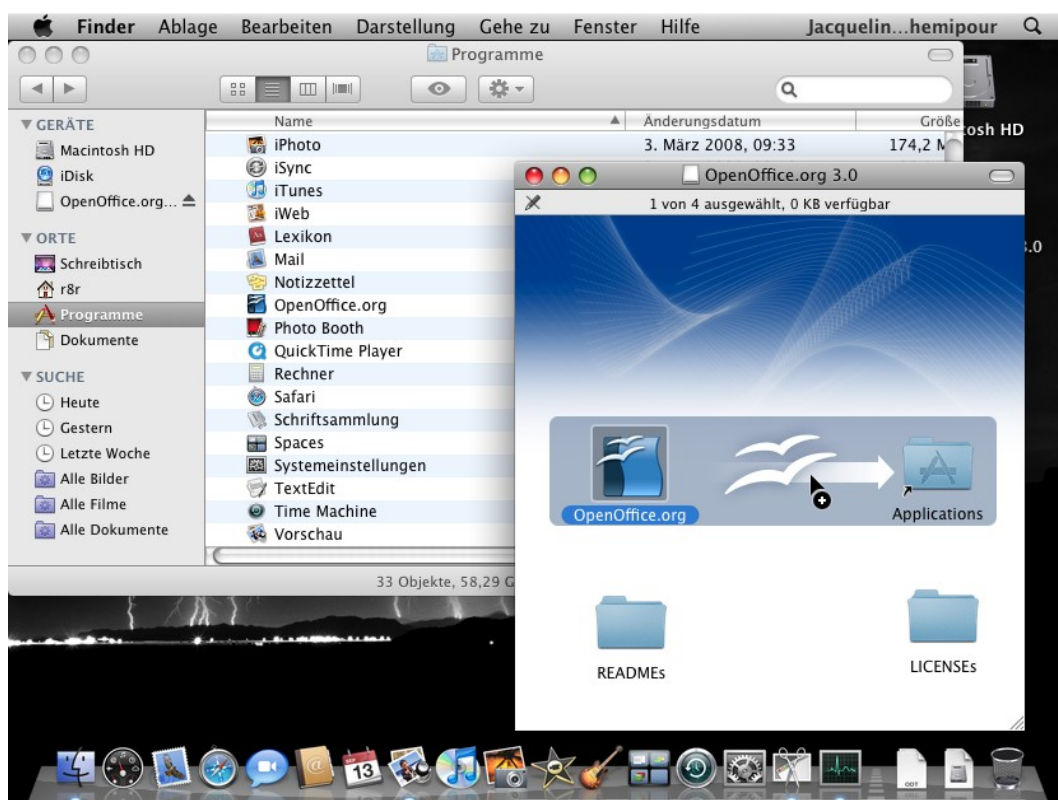 Finder Ablage Bearbeiten Darstellung Gehe zu Fenster Hilfe Jacquelin...hemipour
Programme
GERÄTE
Macintosh HD
iDisk
OpenOffice.org...
ORTE
Schreibtisch
r8r
Programme
Dokumente
SUCHE
Heute
Gestern
Letzte Woche
Alle Bilder
Alle Filme
Alle Dokumente
Name Änderungsdatum Größe
iPhoto 3. März 2008, 09:33 174,2 M
iSync
iTunes
iWeb
Lexikon
Mail
Notizzettel
OpenOffice.org
Photo Booth
QuickTime Player
Rechner
Safari
Schriftsammlung
Spaces
Systemeinstellungen
TextEdit
Time Machine
Vorschau
33 Objekte, 58,29 G
osh HD
3.0
OpenOffice.org 3.0
1 von 4 ausgewählt, 0 KB verfügbar
OpenOffice.org
Applications
READMEs
LICENSEs
13
ODT